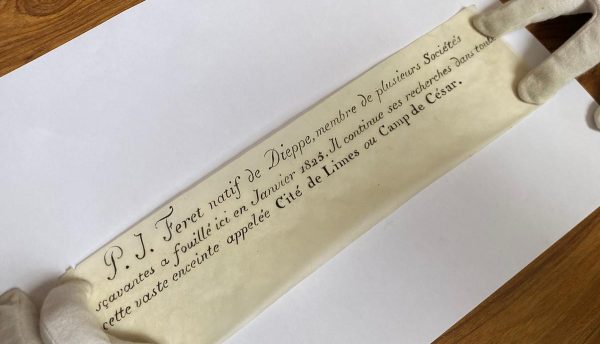 P. J. Feret natif de Dieppe, membre de plusieurs Sociétés
sçavantes a fouillé ici en Janvier 1825. Il continue ses recherches dans toute
cette vaste enceinte appelée Cité de Limes ou Camp de César.